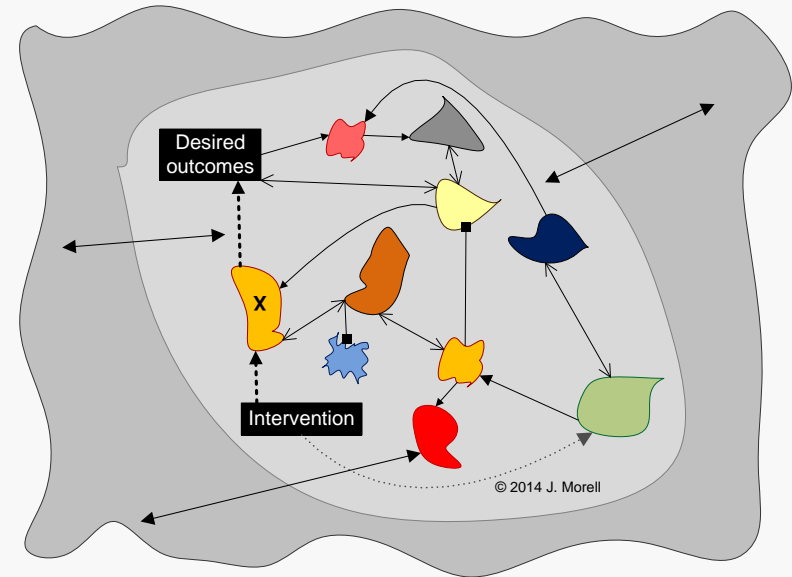 Desired
outcomes
X
Intervention
© 2014 J. Morell